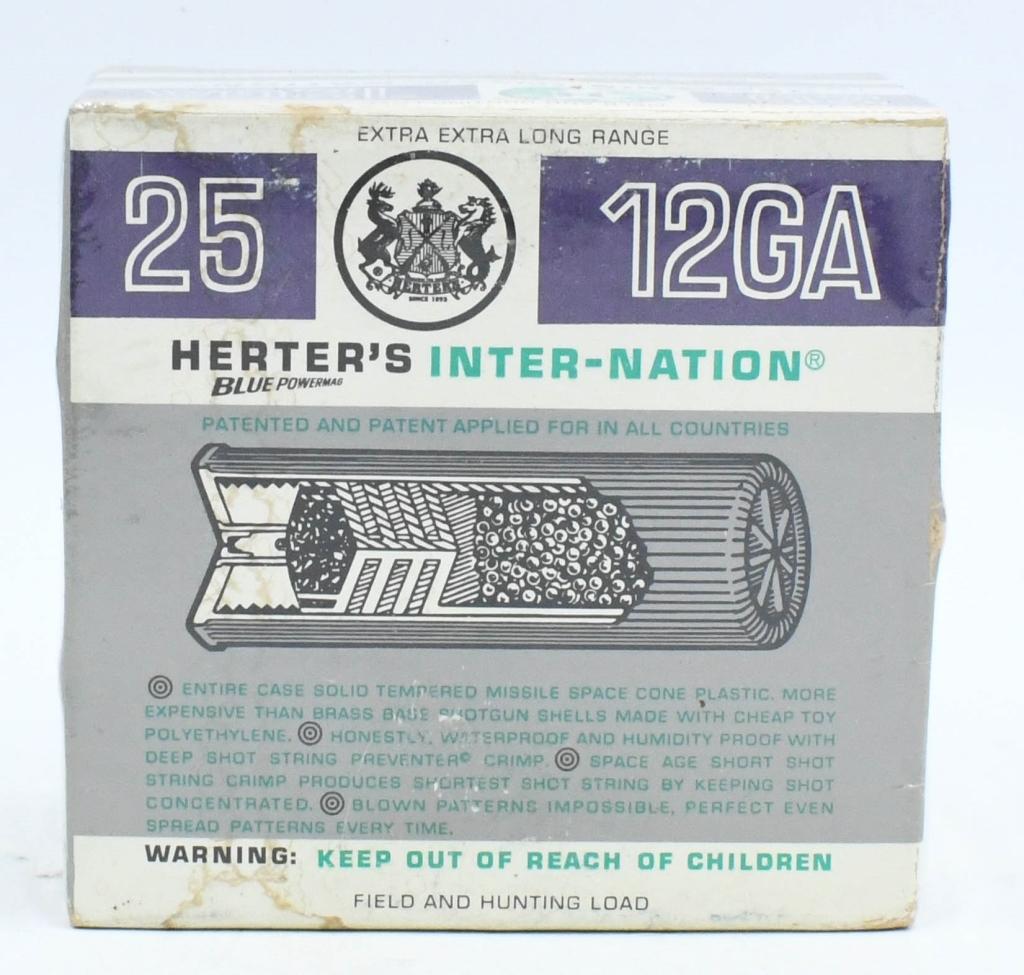 EXTRA EXTRA LONG RANGE
25
HERTER'S
SINCE 1893
12GA
HERTER'S INTER-NATION®
BLUE POWERMAG
PATENTED AND PATENT APPLIED FOR IN ALL COUNTRIES
ENTIRE CASE SOLID TEMPERED MISSILE SPACE CONE PLASTIC. MORE
EXPENSIVE THAN BRASS BASE SHOTGUN SHELLS MADE WITH CHEAP TOY
POLYETHYLENE. HONESTLY, WATERPROOF AND HUMIDITY PROOF WITH
DEEP SHOT STRING PREVENTER© CRIMP. SPACE AGE SHORT SHOT
STRING CRIMP PRODUCES SHORTEST SHOT STRING BY KEEPING SHOT
CONCENTRATED. BLOWN PATTERNS IMPOSSIBLE, PERFECT EVEN
SPREAD PATTERNS EVERY TIME.
WARNING: KEEP OUT OF REACH OF CHILDREN
FIELD AND HUNTING LOAD